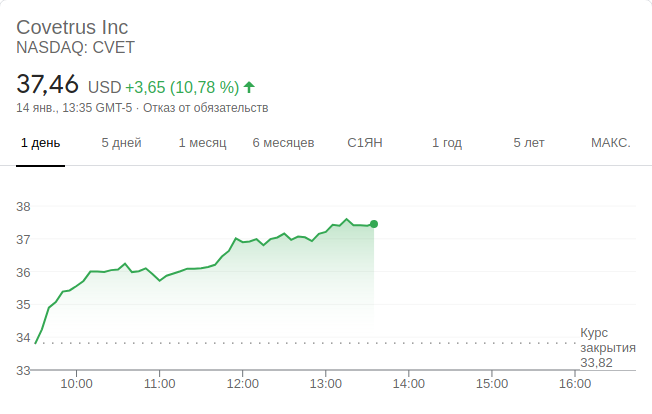 Covetrus Inc
NASDAQ: CVET
37,46 USD +3,65 (10,78 %)
14 янв., 13:35 GMT-5 · Отказ от обязательств
1 день 5 дней 1 месяц 6 месяцев С1ЯН 1 год 5 лет МАКС.
38
37
36
35
34
Курс
закрытия
33,82
33
10:00 11:00 12:00 13:00 14:00 15:00 16:00